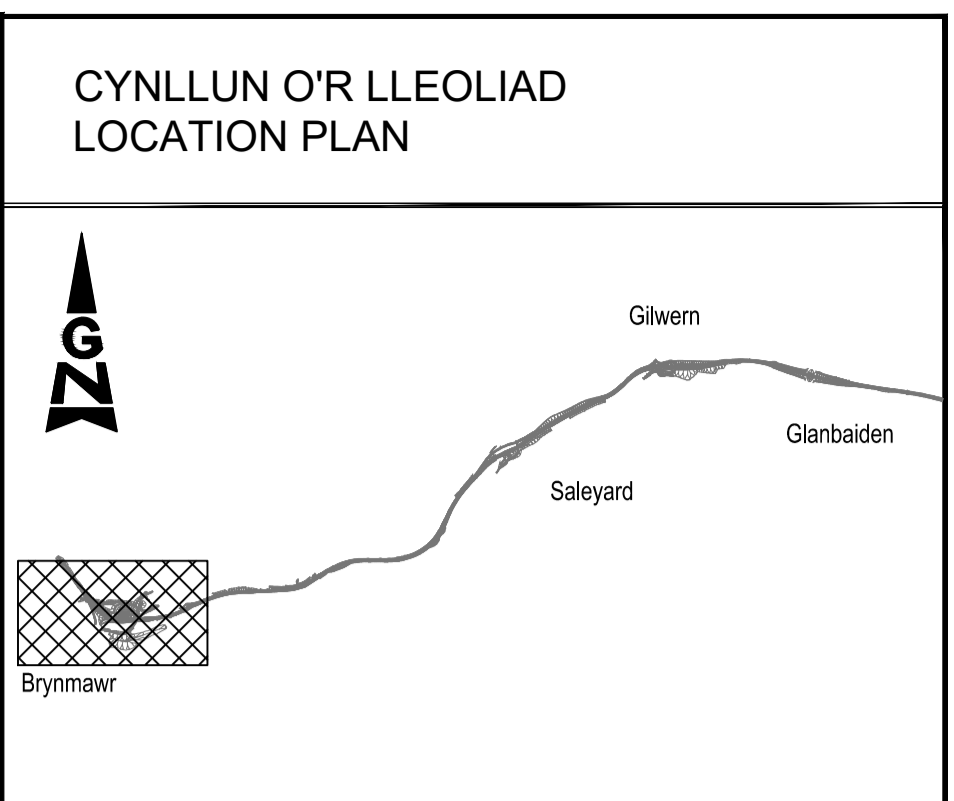 CYNLLUN O'R LLEOLIAD
LOCATION PLAN
G
N
Gilwern
Glanbaiden
Saleyard
Brynmawr